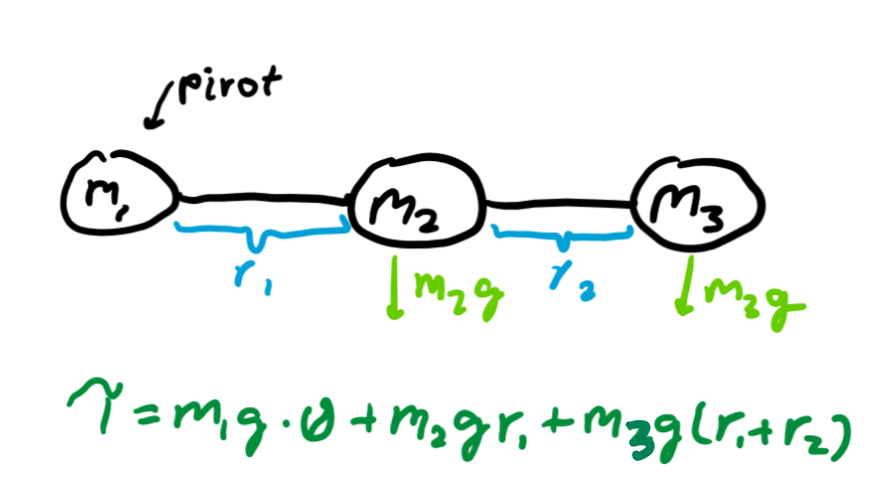 pivot
m₁ m₂ m₃
r₁ m₂g r₂ m₃g
τ = m₁g · 0 + m₂gr₁ + m₃g(r₁+r₂)